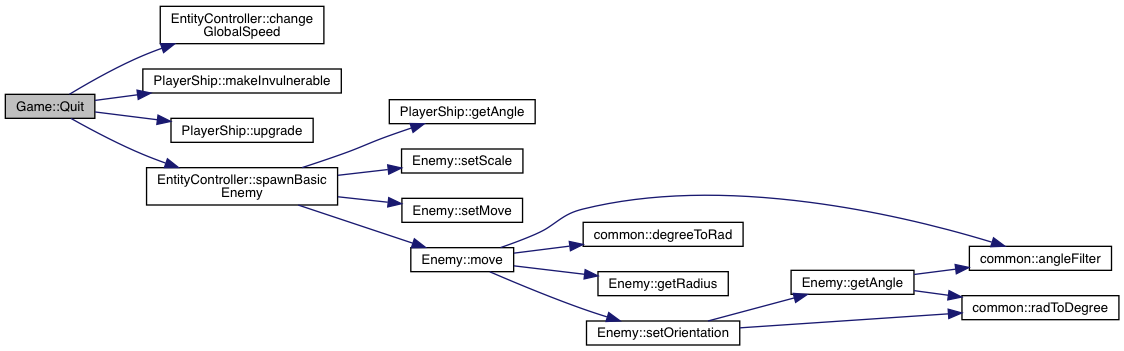 EntityController::change
GlobalSpeed
PlayerShip::makeInvulnerable
Game::Quit
PlayerShip::getAngle
PlayerShip::upgrade
Enemy::setScale
EntityController::spawnBasic
Enemy
Enemy::setMove
common::degreeToRad
Enemy::move
common::angleFilter
Enemy::getRadius
Enemy::getAngle
common::radToDegree
Enemy::setOrientation